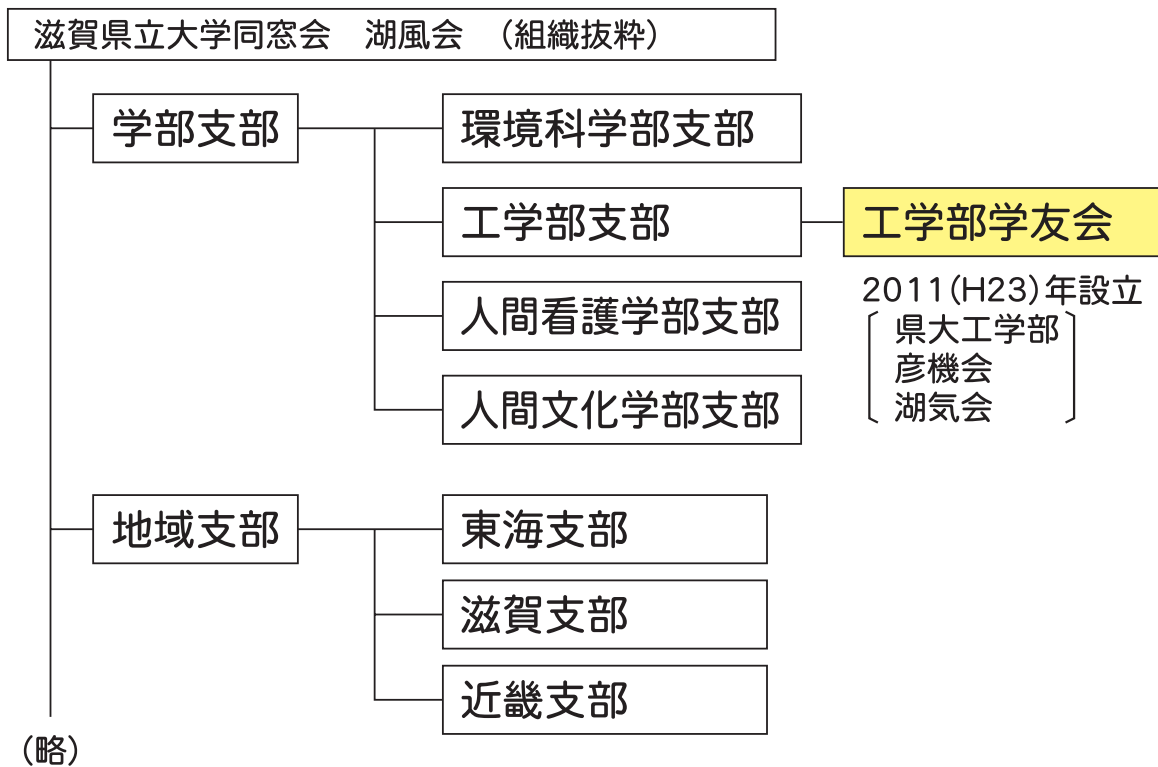 滋賀県立大学同窓会　湖風会　（組織抜粋）
学部支部
環境科学部支部
工学部支部
工学部学友会
2011(H23)年設立
県大工学部
彦機会
湖気会
人間看護学部支部
人間文化学部支部
地域支部
東海支部
滋賀支部
近畿支部
(略)